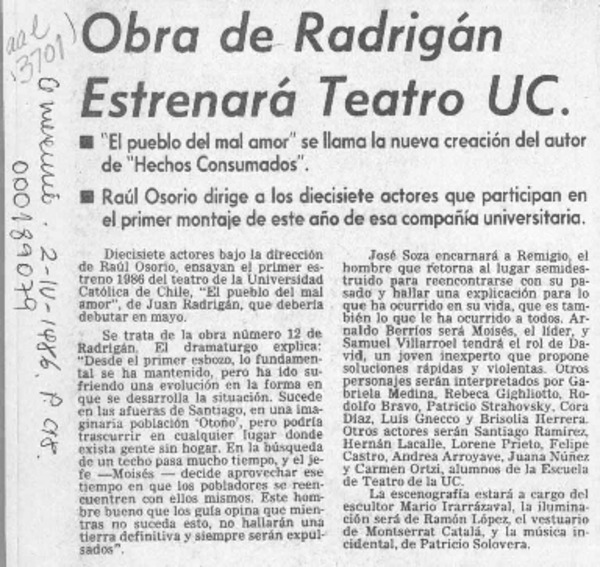 Obra de Radrigán
Estrenará Teatro UC.
■ "El pueblo del mal amor" se llama la nueva creación del autor
de "Hechos Consumados".
■ Raúl Osorio dirige a los diecisiete actores que participan en
el primer montaje de este año de esa compañía universitaria.
Diecisiete actores bajo la dirección
de Raúl Osorio, ensayan el primer es-
treno 1986 del teatro de la Universidad
Católica de Chile, "El pueblo del mal
amor", de Juan Radrigán, que debería
debutar en mayo.
Se trata de la obra número 12 de
Radrigán. El dramaturgo explica:
"Desde el primer esbozo, lo fundamen-
tal se ha mantenido, pero ha ido su-
friendo una evolución en la forma en
que se desarrolla la situación. Sucede
en las afueras de Santiago, en una ima-
ginaria población 'Otoño', pero podría
trascurrir en cualquier lugar donde
exista gente sin hogar. En la búsqueda
de un techo pasa mucho tiempo, y el je-
fe —Moisés — decide aprovechar ese
tiempo en que los pobladores se reen-
cuentren con ellos mismos. Este hom-
bre bueno que los guía opina que mien-
tras no suceda esto, no hallarán una
tierra definitiva y siempre serán expul-
sados".
José Soza encarnará a Remigio, el
hombre que retorna al lugar semides-
truido para reencontrarse con su pa-
sado y hallar una explicación para lo
que ha ocurrido en su vida, que es tam-
bién lo que le ha ocurrido a todos. Ar-
naldo Berríos será Moisés, el líder, y
Samuel Villarroel tendrá el rol de Da-
vid, un joven inexperto que propone
soluciones rápidas y violentas. Otros
personajes serán interpretados por Ga-
briela Medina, Rebeca Gighliotto, Ro-
dolfo Bravo, Patricio Strahovsky, Cora
Díaz, Luis Gnecco y Brisolia Herrera.
Otros actores serán Santiago Ramírez,
Hernán Lacalle, Lorene Prieto, Felipe
Castro, Andrea Arroyave, Juana Núñez
y Carmen Ortzi, alumnos de la Escuela
de Teatro de la UC.
La escenografía estará a cargo del
escultor Mario Irarrázaval, la ilumina-
ción será de Ramón López, el vestuario
de Montserrat Catalá, y la música in-
cidental, de Patricio Solovera.
aae
13701)
2-IV-1986. P. C8.
000189079